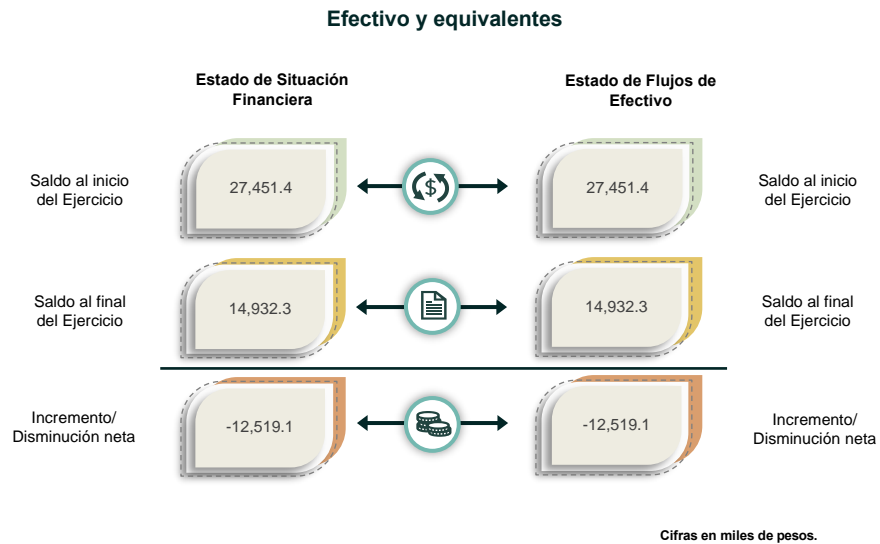 Efectivo y equivalentes
Estado de Situación
Financiera
Estado de Flujos de
Efectivo
Saldo al inicio
del Ejercicio
27,451.4
$
27,451.4
Saldo al inicio
del Ejercicio
Saldo al final
del Ejercicio
14,932.3
14,932.3
Saldo al final
del Ejercicio
Incremento/
Disminución neta
-12,519.1
-12,519.1
Incremento/
Disminución neta
Cifras en miles de pesos.